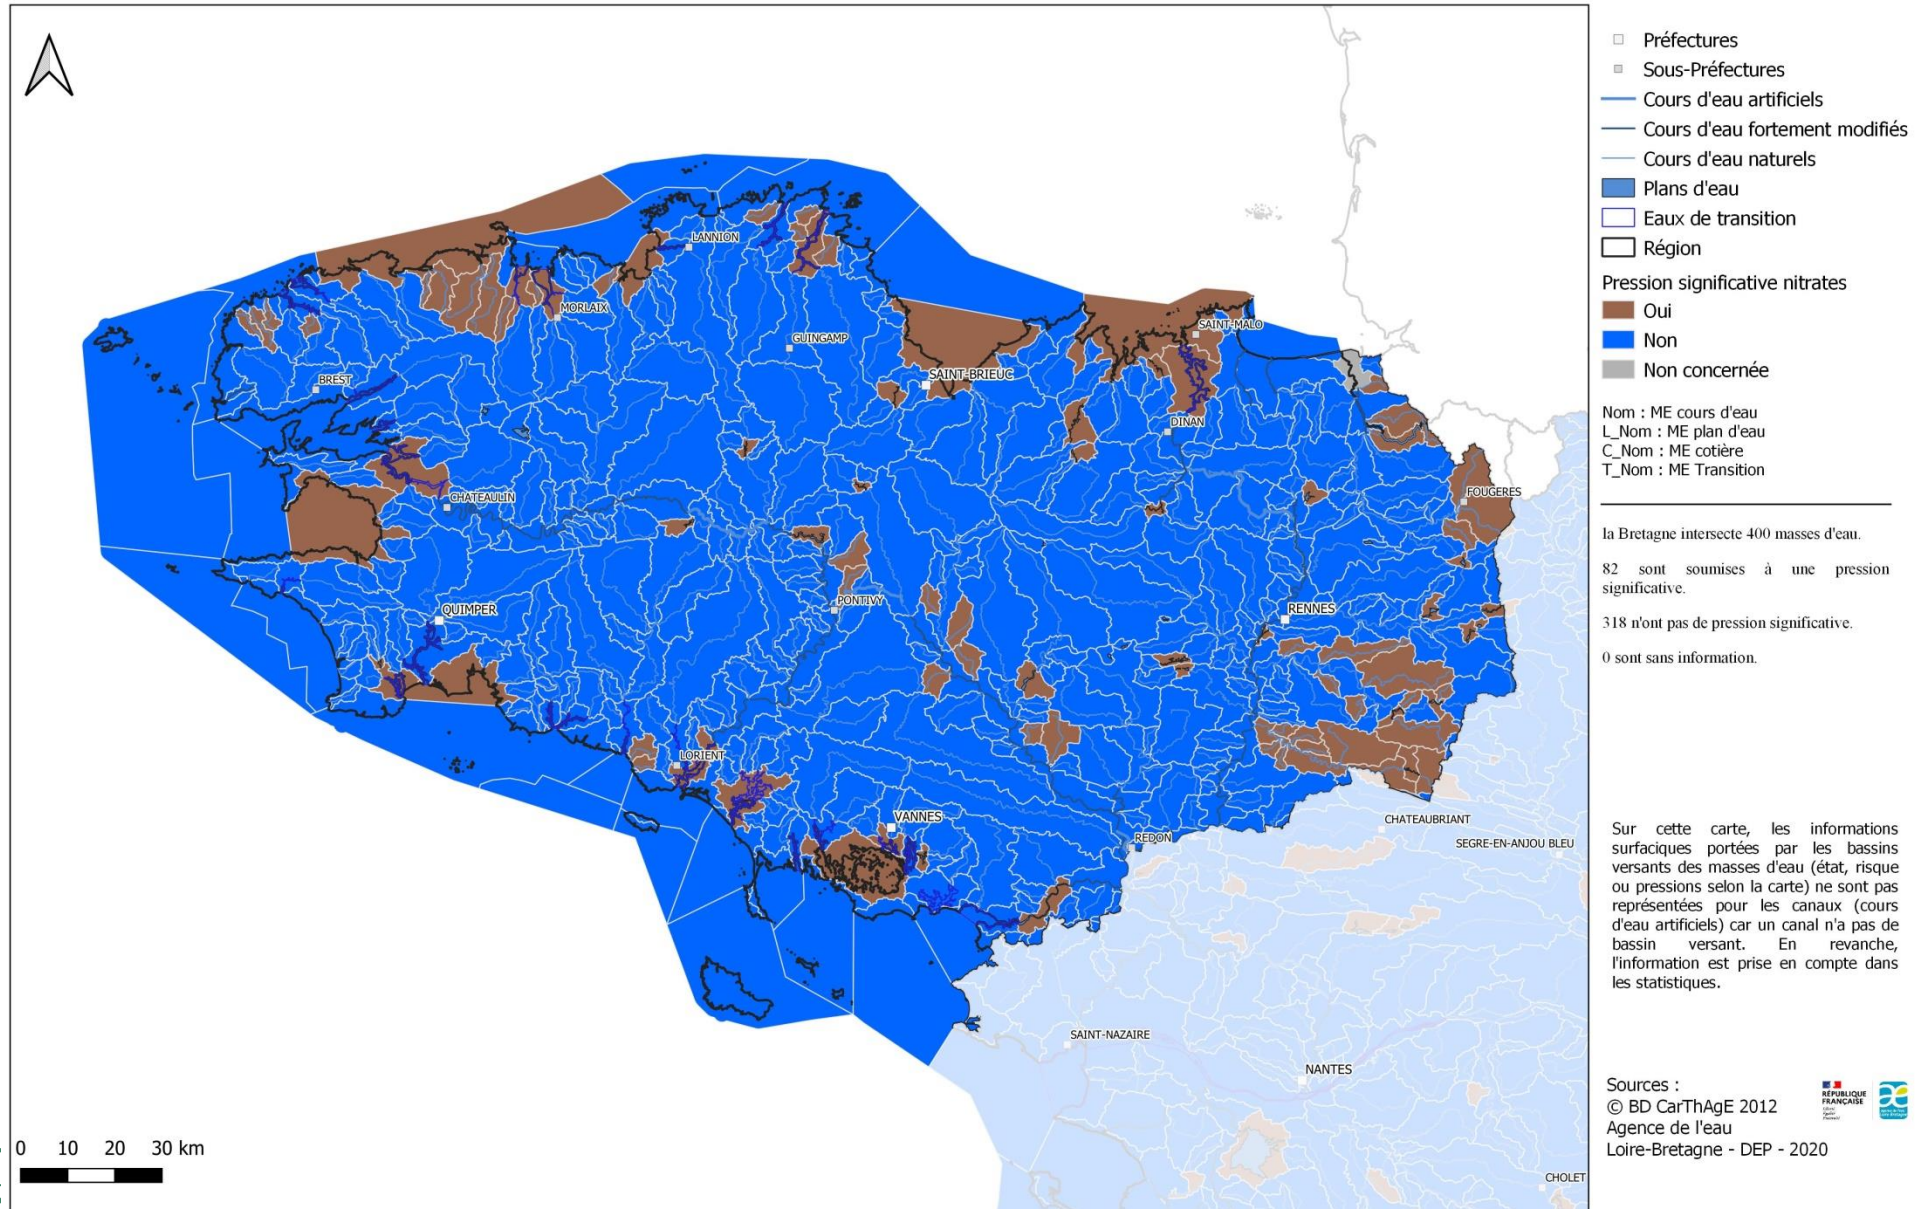 Préfectures
Sous-Préfectures
Cours d'eau artificiels
Cours d'eau fortement modifiés
Cours d'eau naturels
Plans d'eau
Eaux de transition
Région
Pression significative nitrates
Oui
Non
Non concernée
Nom : ME cours d'eau
L_Nom : ME plan d'eau
C_Nom : ME cotière
T_Nom : ME Transition
la Bretagne intersecte 400 masses d'eau.
82 sont soumises à une pression
significative.
318 n'ont pas de pression significative.
0 sont sans information.
Sur cette carte, les informations
surfaciques portées par les bassins
versants des masses d'eau (état, risque
ou pressions selon la carte) ne sont pas
représentées pour les canaux (cours
d'eau artificiels) car un canal n'a pas de
bassin versant. En revanche,
l'information est prise en compte dans
les statistiques.
Sources :
© BD CarThAgE 2012
Agence de l'eau
Loire-Bretagne - DEP - 2020
RÉPUBLIQUE
FRANÇAISE
LANNION
MORLAIX
GUINGAMP
SAINT-MALO
BREST
SAINT-BRIEUC
DINAN
CHATEAULIN
FOUGERES
PONTIVY
QUIMPER
RENNES
LORIENT
VANNES
REDON
CHATEAUBRIANT
SEGRE-EN-ANJOU BLEU
SAINT-NAZAIRE
NANTES
CHOLET
0 10 20 30 km